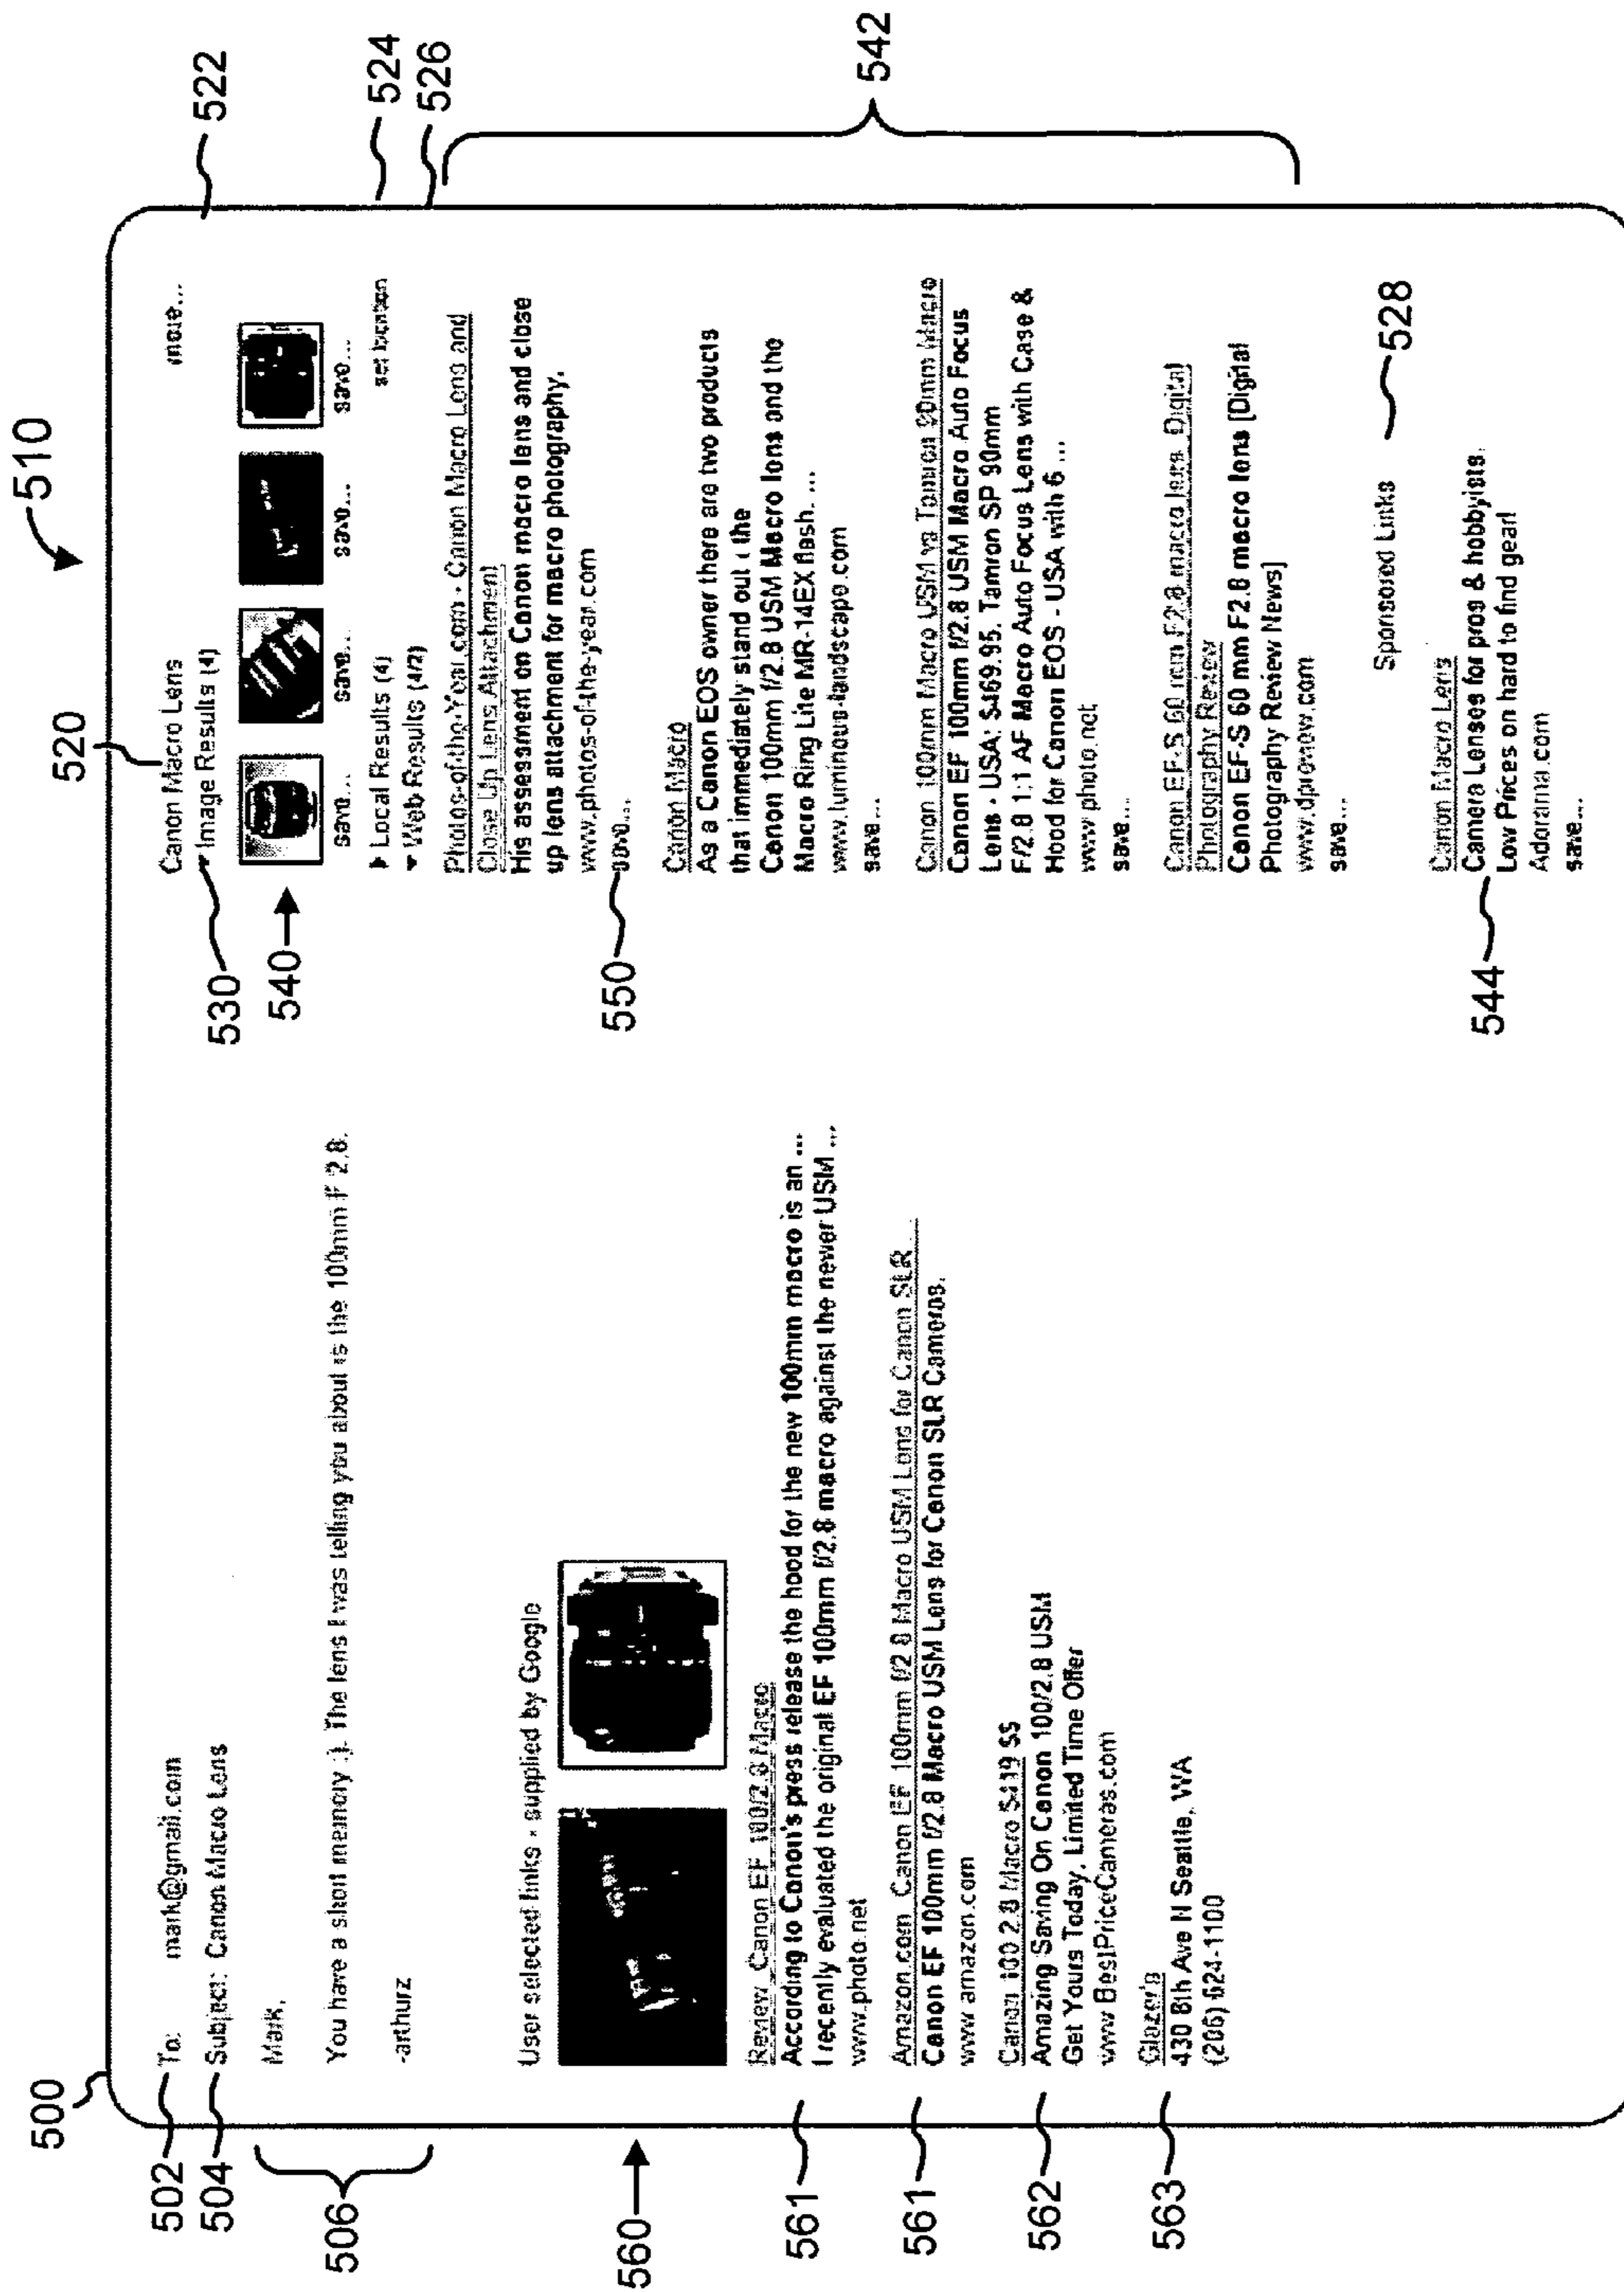 510
500
520
502
To: mark@gmail.com
504
Subject: Canon Macro Lens
506
Mark,
You have a short memory :). The lens I was telling you about is the 100mm F 2.8.
-arthurz
User selected links - supplied by Google
560
561
Review Canon EF 100/2.8 Macro
According to Canon's press release the hood for the new 100mm macro is an ...
I recently evaluated the original EF 100mm f/2.8 macro against the newer USM ...
www.photo.net
561
Amazon.com Canon EF 100mm f/2.8 Macro USM Lens for Canon SLR ...
Canon EF 100mm f/2.8 Macro USM Lens for Canon SLR Cameras.
www.amazon.com
562
Canon 100 2.8 Macro $419 95
Amazing Saving On Canon 100/2.8 USM
Get Yours Today. Limited Time Offer
www.BestPriceCameras.com
563
Glazer's
430 8th Ave N Seattle, WA
(206) 624-1100
Canon Macro Lens
more...
522
530
Image Results (4)
540
save... save... save... save...
Local Results (4)
set location
524
Web Results (4/2)
526
542
Photos-of-the-Year.com - Canon Macro Lens and
Close Up Lens Attachment)
His assessment on Canon macro lens and close
up lens attachment for macro photography.
www.photos-of-the-year.com
550
save...
Canon Macro
As a Canon EOS owner there are two products
that immediately stand out ‹ the
Canon 100mm f/2.8 USM Macro lens and the
Macro Ring Lite MR-14EX flash. ...
www.luminous-landscape.com
save...
Canon 100mm Macro USM vs Tamron 90mm Macro
Canon EF 100mm f/2.8 USM Macro Auto Focus
Lens - USA; $469.95. Tamron SP 90mm
F/2.8 1:1 AF Macro Auto Focus Lens with Case &
Hood for Canon EOS - USA with 6 ...
www.photo.net
save...
Canon EF-S 60 mm F2.8 macro lens (Digital)
Photography Review
Canon EF-S 60 mm F2.8 macro lens [Digital
Photography Review News]
www.dpreview.com
save...
Sponsored Links
528
Canon Macro Lens
544
Camera Lenses for pros & hobbyists.
Low Prices on hard to find gear!
Adorama.com
save...